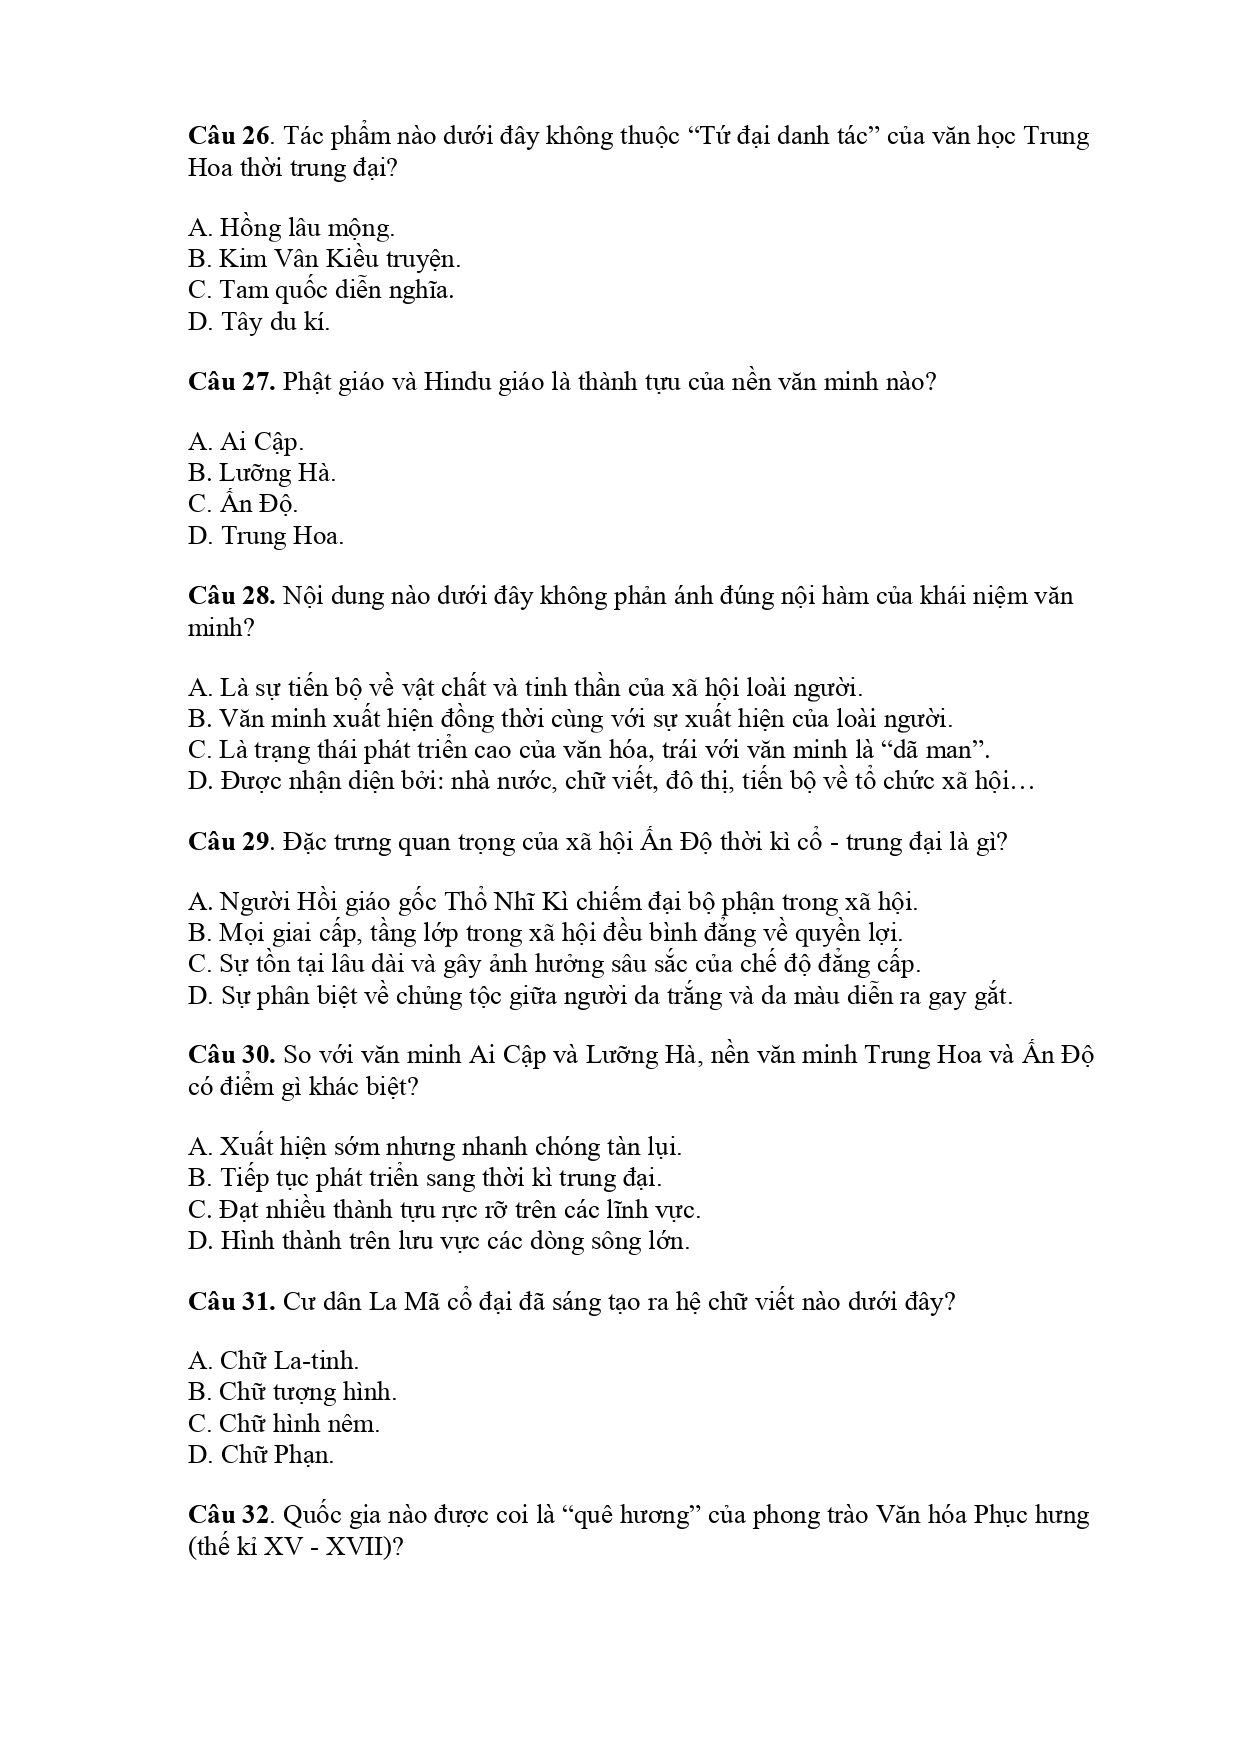 Câu 26. Tác phẩm nào dưới đây không thuộc “Tứ đại danh tác” của văn học Trung
Hoa thời trung đại?
A. Hồng lâu mộng.
B. Kim Vân Kiều truyện.
C. Tam quốc diễn nghĩa.
D. Tây du kí.
Câu 27. Phật giáo và Hindu giáo là thành tựu của nền văn minh nào?
A. Ai Cập.
B. Lưỡng Hà.
C. Ấn Độ.
D. Trung Hoa.
Câu 28. Nội dung nào dưới đây không phản ánh đúng nội hàm của khái niệm văn
minh?
A. Là sự tiến bộ về vật chất và tinh thần của xã hội loài người.
B. Văn minh xuất hiện đồng thời cùng với sự xuất hiện của loài người.
C. Là trạng thái phát triển cao của văn hóa, trái với văn minh là “dã man”.
D. Được nhận diện bởi: nhà nước, chữ viết, đô thị, tiến bộ về tổ chức xã hội…
Câu 29. Đặc trưng quan trọng của xã hội Ấn Độ thời kì cổ - trung đại là gì?
A. Người Hồi giáo gốc Thổ Nhĩ Kì chiếm đại bộ phận trong xã hội.
B. Mọi giai cấp, tầng lớp trong xã hội đều bình đẳng về quyền lợi.
C. Sự tồn tại lâu dài và gây ảnh hưởng sâu sắc của chế độ đẳng cấp.
D. Sự phân biệt về chủng tộc giữa người da trắng và da màu diễn ra gay gắt.
Câu 30. So với văn minh Ai Cập và Lưỡng Hà, nền văn minh Trung Hoa và Ấn Độ
có điểm gì khác biệt?
A. Xuất hiện sớm nhưng nhanh chóng tàn lụi.
B. Tiếp tục phát triển sang thời kì trung đại.
C. Đạt nhiều thành tựu rực rỡ trên các lĩnh vực.
D. Hình thành trên lưu vực các dòng sông lớn.
Câu 31. Cư dân La Mã cổ đại đã sáng tạo ra hệ chữ viết nào dưới đây?
A. Chữ La-tinh.
B. Chữ tượng hình.
C. Chữ hình nêm.
D. Chữ Phạn.
Câu 32. Quốc gia nào được coi là “quê hương” của phong trào Văn hóa Phục hưng
(thế kỉ XV - XVII)?